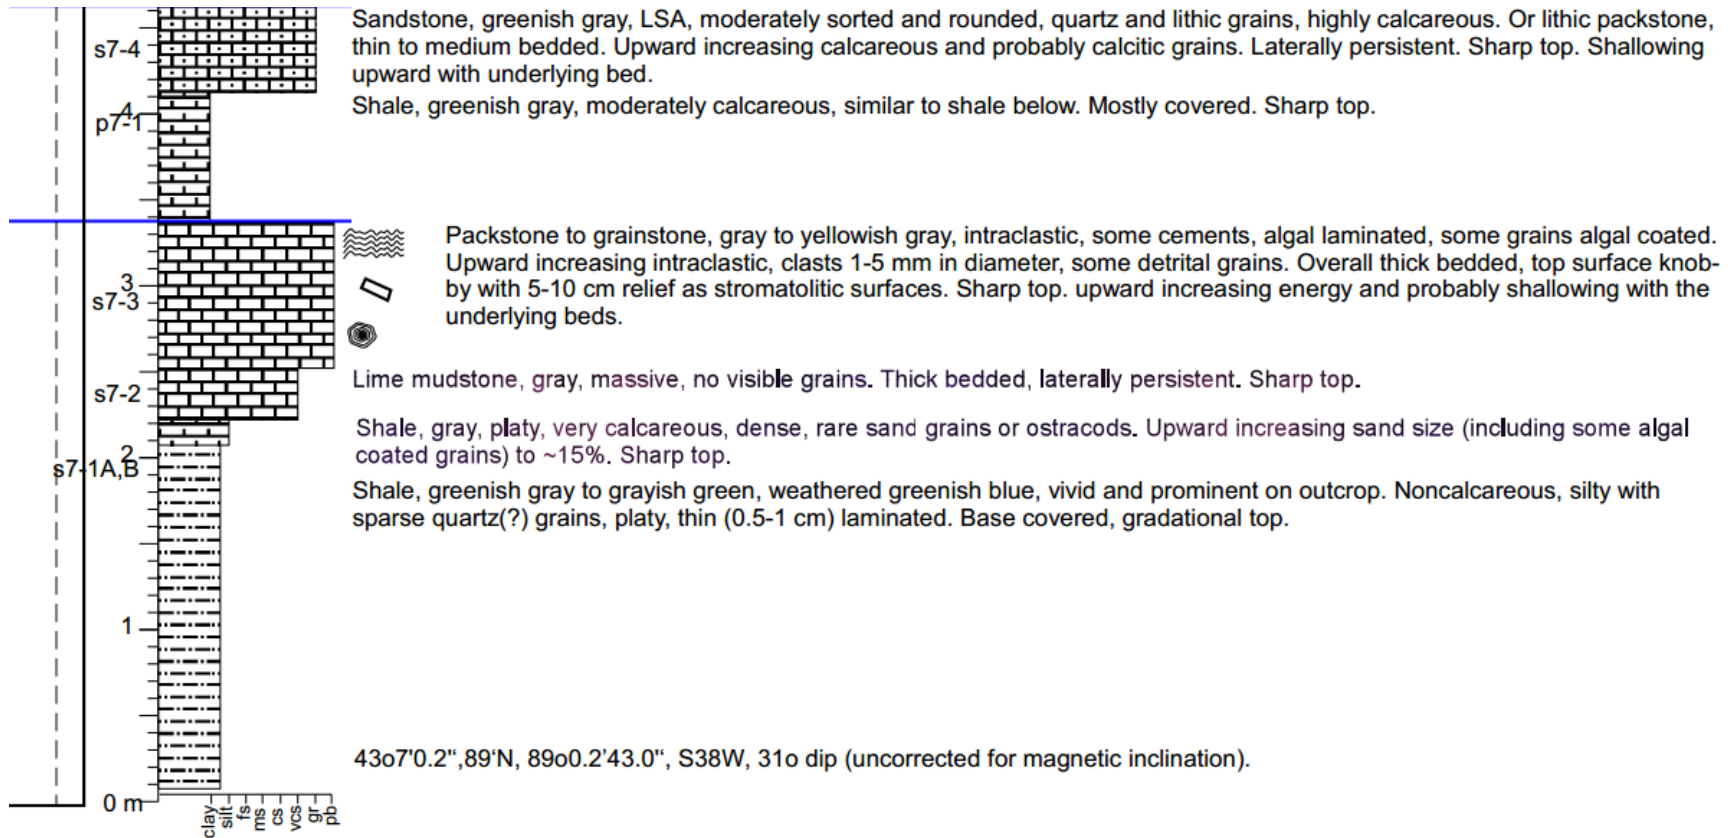 s7-4
Sandstone, greenish gray, LSA, moderately sorted and rounded, quartz and lithic grains, highly calcareous. Or lithic packstone,
thin to medium bedded. Upward increasing calcareous and probably calcitic grains. Laterally persistent. Sharp top. Shallowing
upward with underlying bed.
4
p7-1
Shale, greenish gray, moderately calcareous, similar to shale below. Mostly covered. Sharp top.
Packstone to grainstone, gray to yellowish gray, intraclastic, some cements, algal laminated, some grains algal coated.
Upward increasing intraclastic, clasts 1-5 mm in diameter, some detrital grains. Overall thick bedded, top surface knob-
by with 5-10 cm relief as stromatolitic surfaces. Sharp top. upward increasing energy and probably shallowing with the
underlying beds.
3
s7-3
s7-2
Lime mudstone, gray, massive, no visible grains. Thick bedded, laterally persistent. Sharp top.
Shale, gray, platy, very calcareous, dense, rare sand grains or ostracods. Upward increasing sand size (including some algal
coated grains) to ~15%. Sharp top.
2
s7-1A,B
Shale, greenish gray to grayish green, weathered greenish blue, vivid and prominent on outcrop. Noncalcareous, silty with
sparse quartz(?) grains, platy, thin (0.5-1 cm) laminated. Base covered, gradational top.
1
43o7'0.2",89'N, 89o0.2'43.0", S38W, 31o dip (uncorrected for magnetic inclination).
0 m
clay
silt
fs
ms
cs
vcs
gr
pb